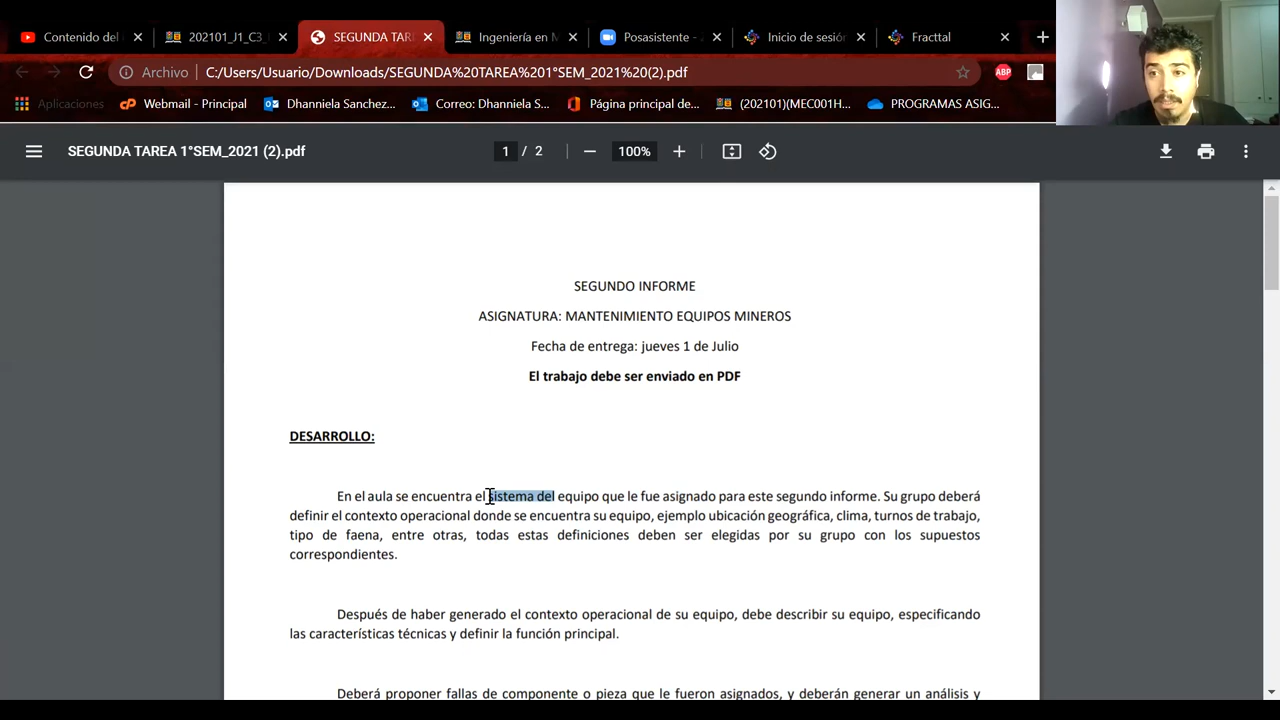 Contenido del
202101_J1_C3_
SEGUNDA TAR
Ingeniería en M
Posasistente - 
Inicio de sesió
Fracttal
Archivo
C:/Users/Usuario/Downloads/SEGUNDA%20TAREA%201°SEM_2021%20(2).pdf
ABP
Aplicaciones
Webmail - Principal
Dhanniela Sanchez...
Correo: Dhanniela S...
Página principal de...
(202101)(MEC001H...
PROGRAMAS ASIG...
SEGUNDA TAREA 1°SEM_2021 (2).pdf
1 / 2
100%
SEGUNDO INFORME
ASIGNATURA: MANTENIMIENTO EQUIPOS MINEROS
Fecha de entrega: jueves 1 de Julio
El trabajo debe ser enviado en PDF
DESARROLLO:
En el aula se encuentra el sistema del equipo que le fue asignado para este segundo informe. Su grupo deberá
definir el contexto operacional donde se encuentra su equipo, ejemplo ubicación geográfica, clima, turnos de trabajo,
tipo de faena, entre otras, todas estas definiciones deben ser elegidas por su grupo con los supuestos
correspondientes.
Después de haber generado el contexto operacional de su equipo, debe describir su equipo, especificando
las características técnicas y definir la función principal.
Deberá proponer fallas de componente o pieza que le fueron asignados, y deberán generar un análisis y